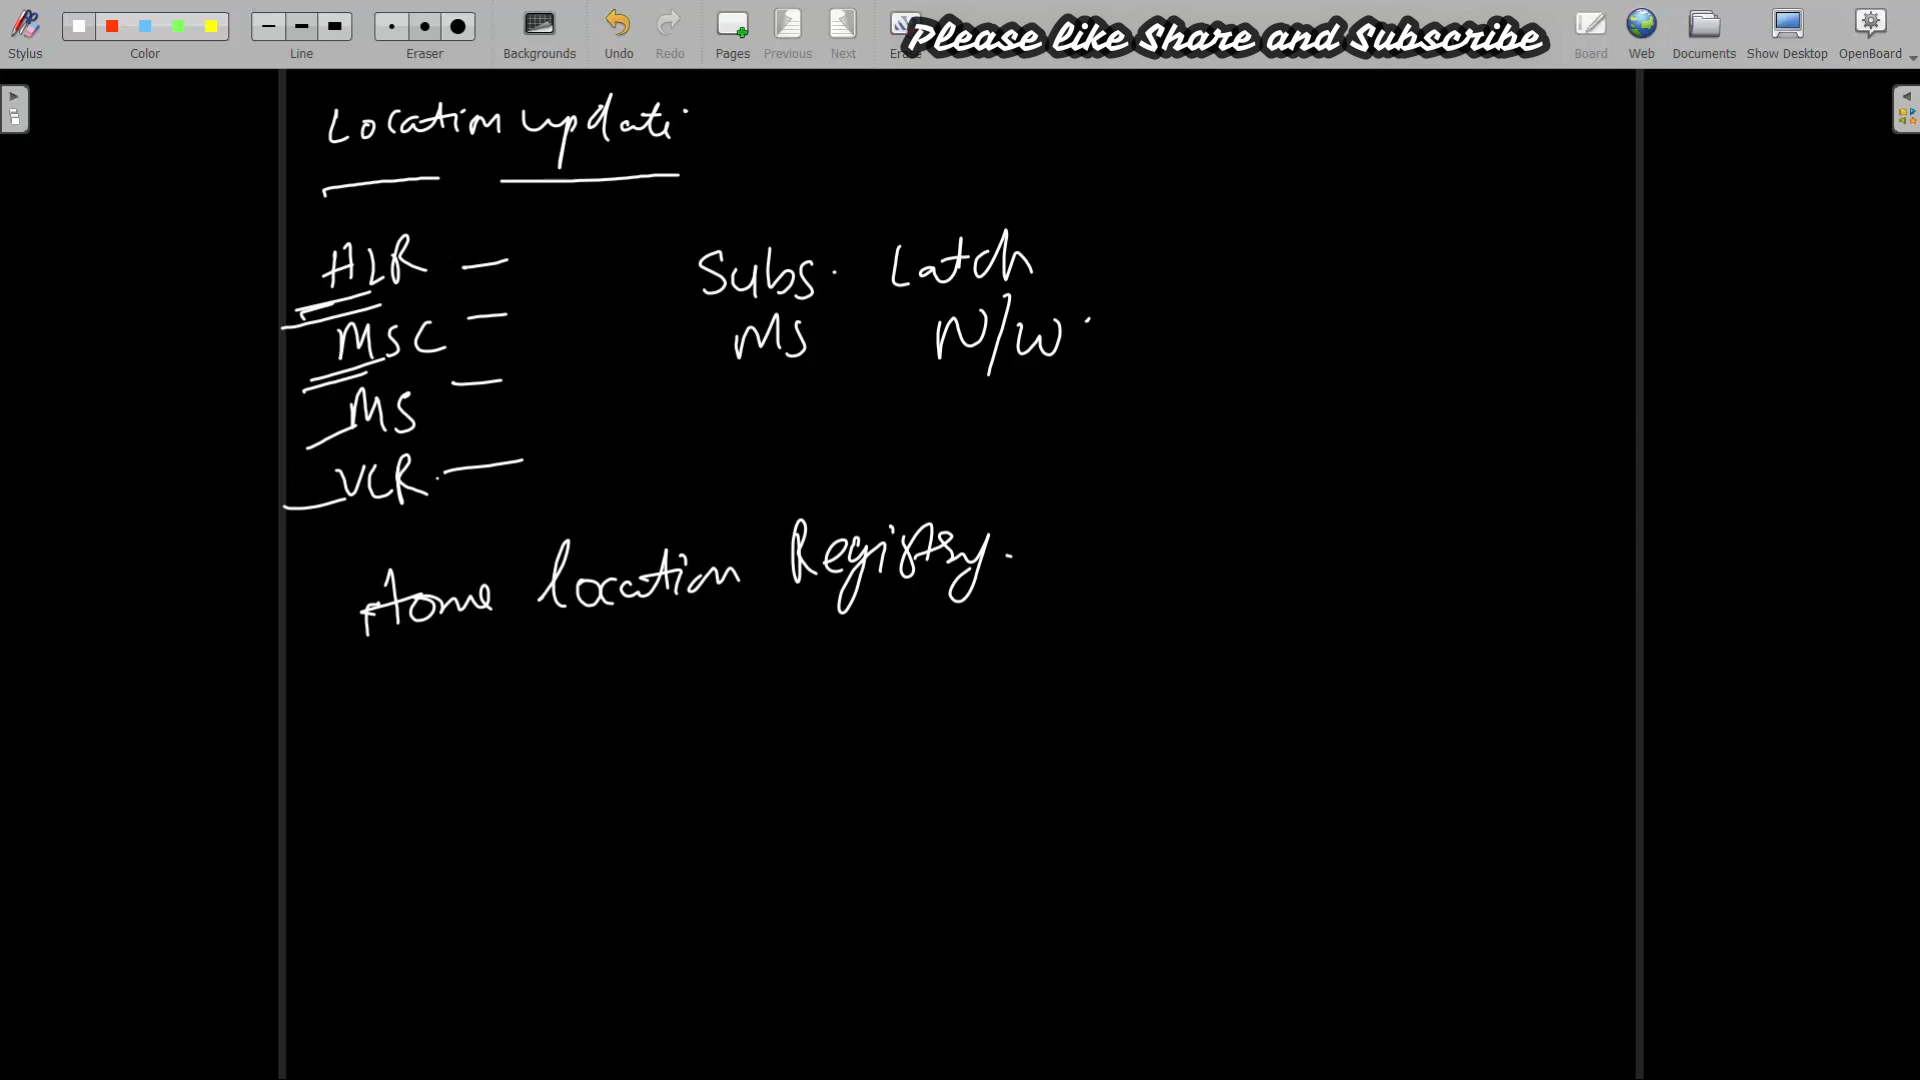 Please like Share and Subscribe
Stylus Color Line Eraser Backgrounds Undo Redo Pages Previous Next Erase Board Web Documents Show Desktop OpenBoard
Location update
HLR — Subs. Latch
MSC — MS N/W.
MS —
VLR. —
Home location Registry.